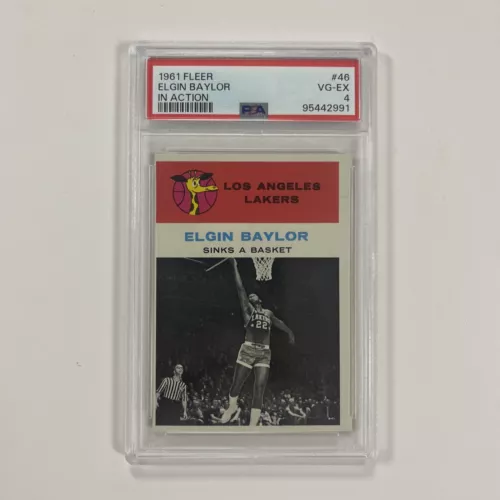 1961 FLEER #46
ELGIN BAYLOR VG-EX
IN ACTION PSA 4
95442991
LOS ANGELES
LAKERS
ELGIN BAYLOR
SINKS A BASKET
LAKERS
22